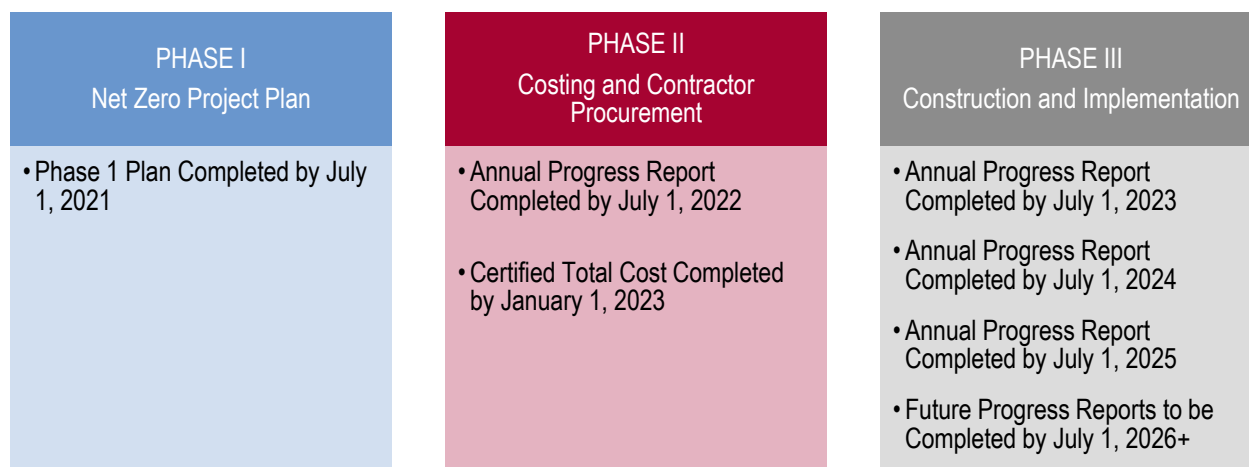 PHASE I
Net Zero Project Plan
• Phase 1 Plan Completed by July
1, 2021
PHASE II
Costing and Contractor
Procurement
• Annual Progress Report
Completed by July 1, 2022
• Certified Total Cost Completed
by January 1, 2023
PHASE III
Construction and Implementation
• Annual Progress Report
Completed by July 1, 2023
• Annual Progress Report
Completed by July 1, 2024
• Annual Progress Report
Completed by July 1, 2025
• Future Progress Reports to be
Completed by July 1, 2026+